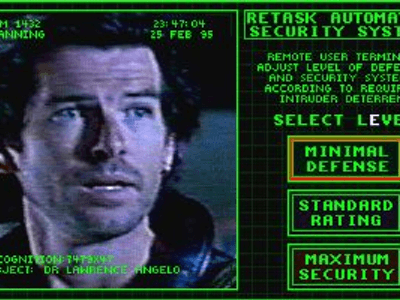 M 1432
ANNING
23:47:04
25 FEB 95
RETASK AUTOMAT
SECURITY SYST
REMOTE USER TERMIN
ADJUST LEVEL OF DEFE
AND SECURITY SYSTE
ACCORDING TO REQUIR
INTRUDER DETERREN
SELECT LEVE
MINIMAL
DEFENSE
STANDARD
RATING
MAXIMUM
SECURITY
COGNITION:74T9X47
BJECT: DR LAWRENCE ANGELO